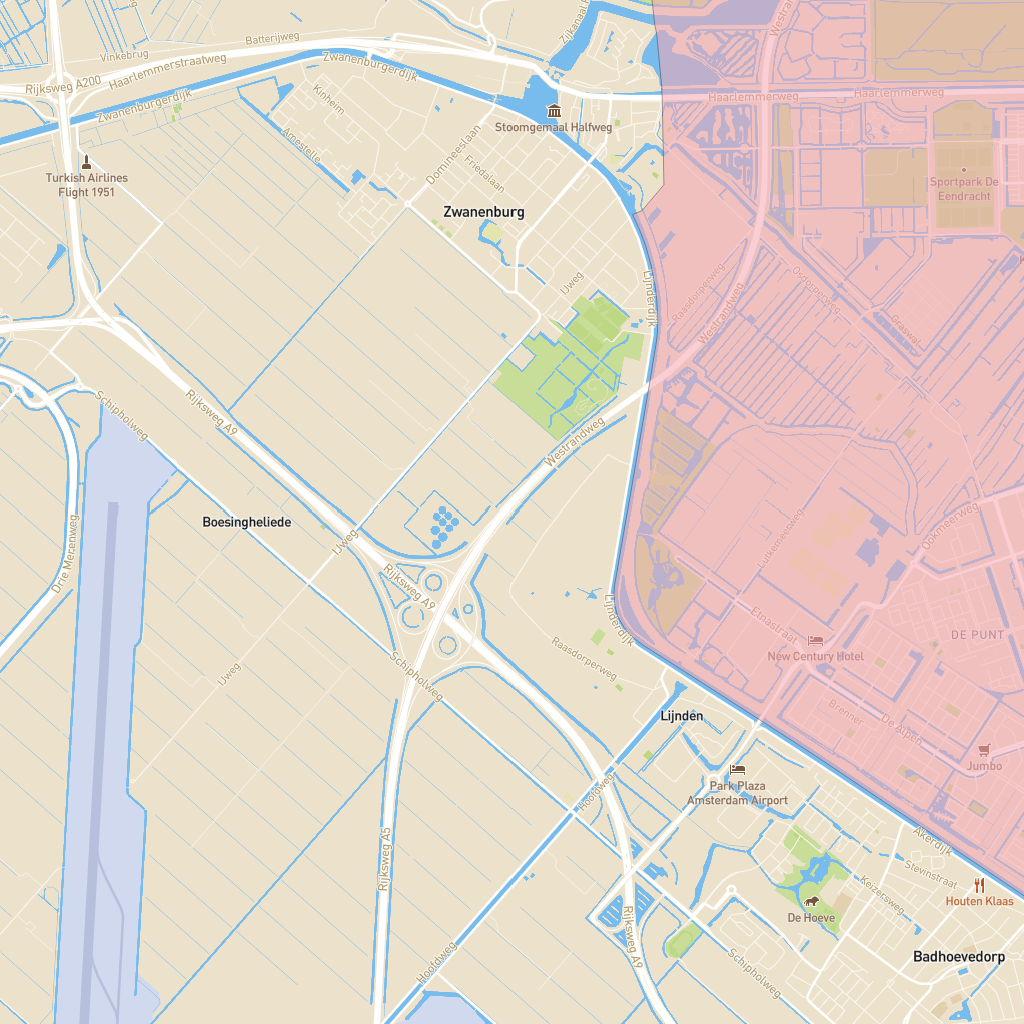 Zijkanaal F
Westrand
Batterijweg
Vinkebrug
Haarlemmerstraatweg
Rijksweg A200
Zwanenburgerdijk
Zwanenburgerdijk
Kinheim
Haarlemmerweg
Haarlemmerweg
Stoomgemaal Halfweg
Amestelle
Domineeslaan
Friedalaan
Turkish Airlines
Flight 1951
Sportpark De
Eendracht
Zwanenburg
IJweg
Lijnderdijk
Raasdorperweg
Westrandweg
Osdorperweg
Graswal
Schipholweg
Rijksweg A9
Westrandweg
Boesingheliede
IJweg
Drie Merenweg
Rijksweg A9
Lijnderdijk
Lutkemeerweg
Ookmeerweg
Etnastraat
DE PUNT
New Century Hotel
Raasdorperweg
Schipholweg
IJweg
Lijnden
Brenner
De Alpen
Jumbo
Park Plaza
Amsterdam Airport
Hoofdweg
Rijksweg A5
Akerdijk
Stevinstraat
Keizersweg
Houten Klaas
De Hoeve
Rijksweg A9
Hoofdweg
Schipholweg
Badhoevedorp